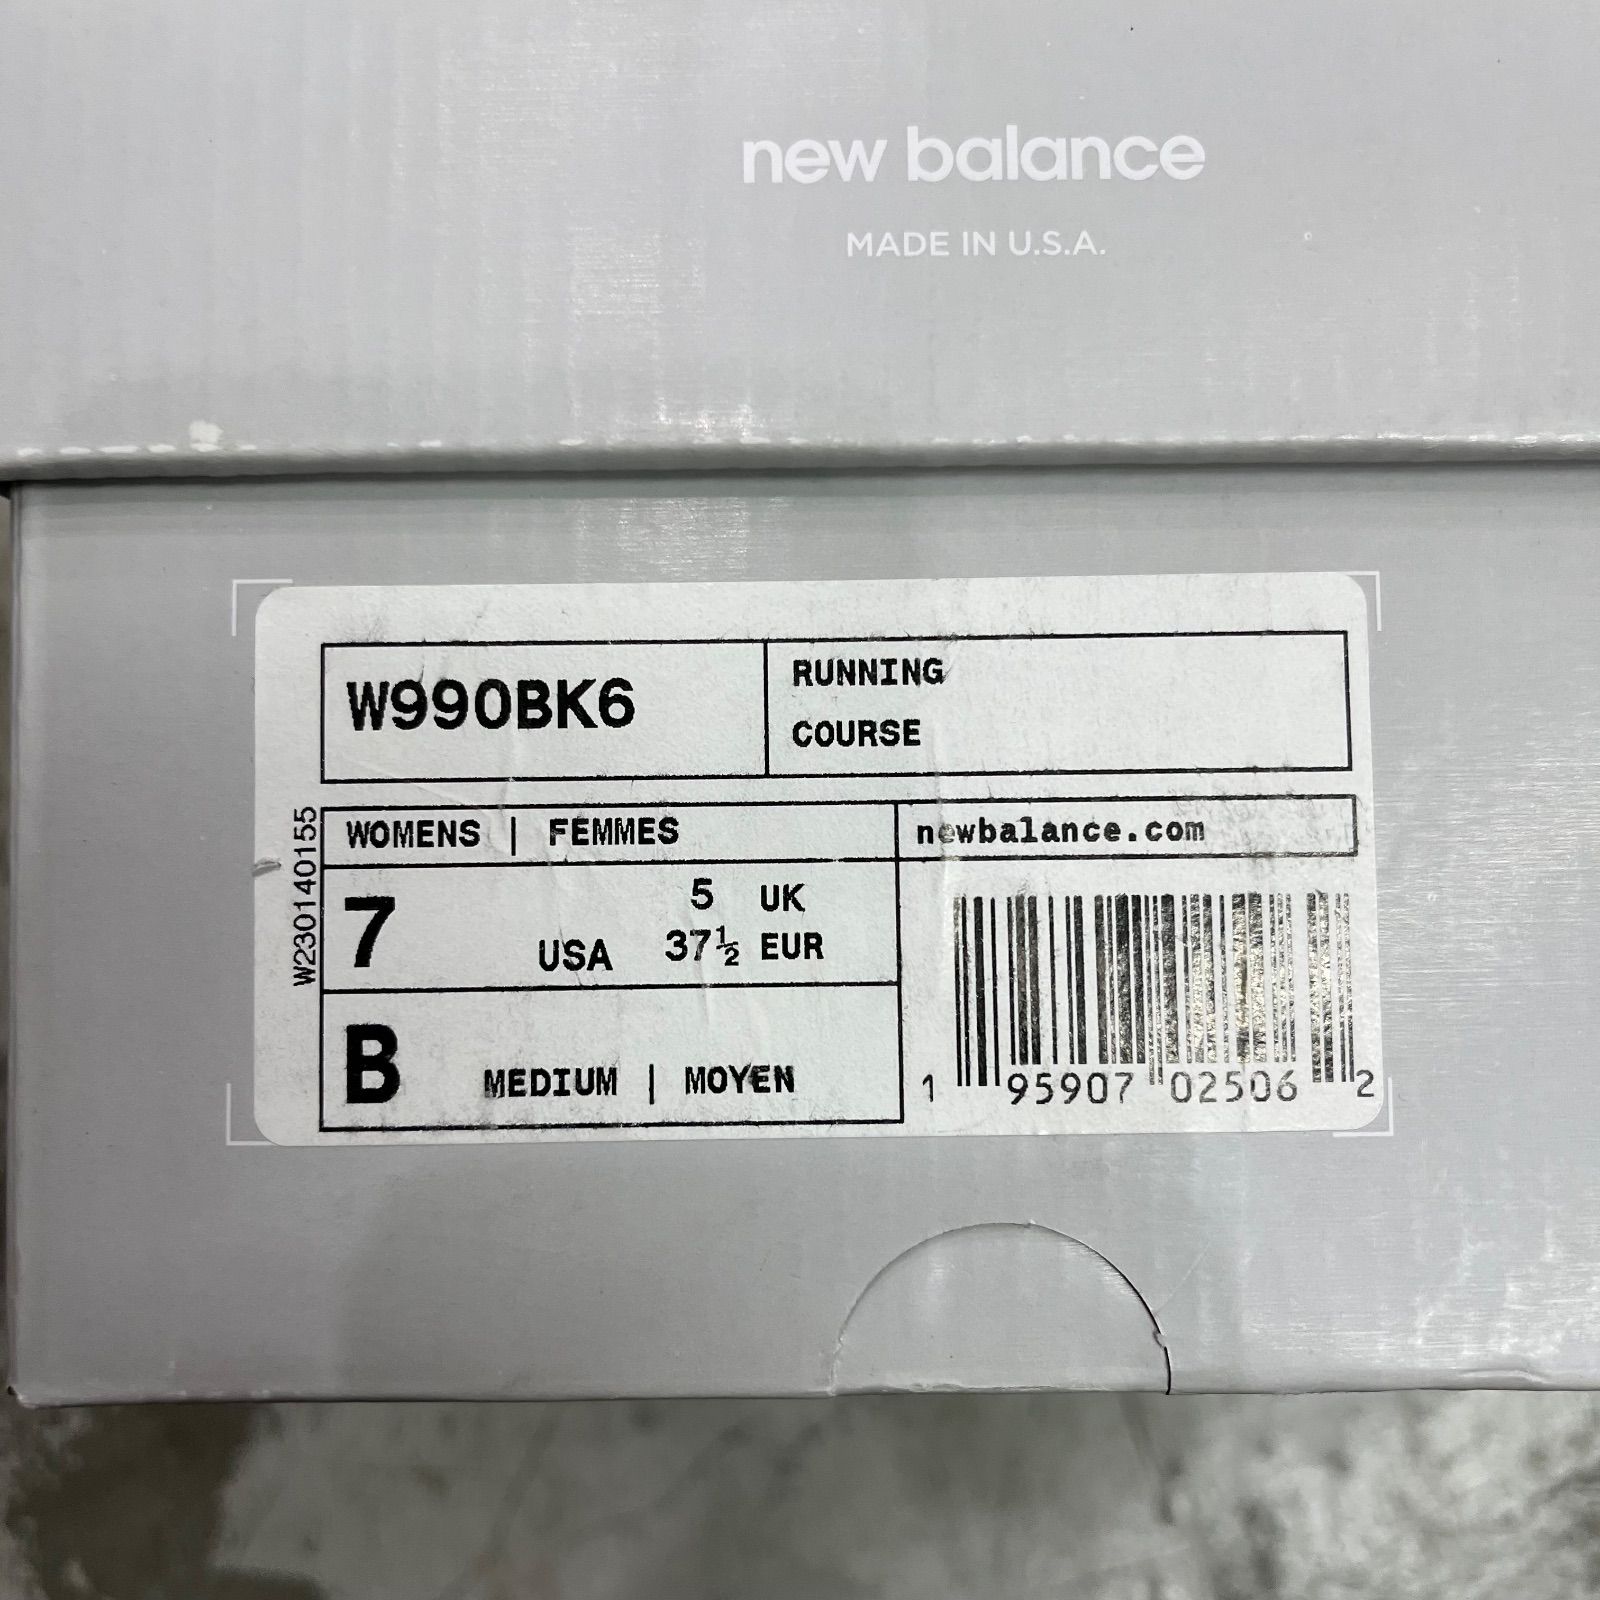 new balance
MADE IN U.S.A.
W990BK6
RUNNING
COURSE
W230140155
WOMENS | FEMMES
newbalance.com
7 USA
5 UK
37½ EUR
B MEDIUM | MOYEN
1 95907 02506 2